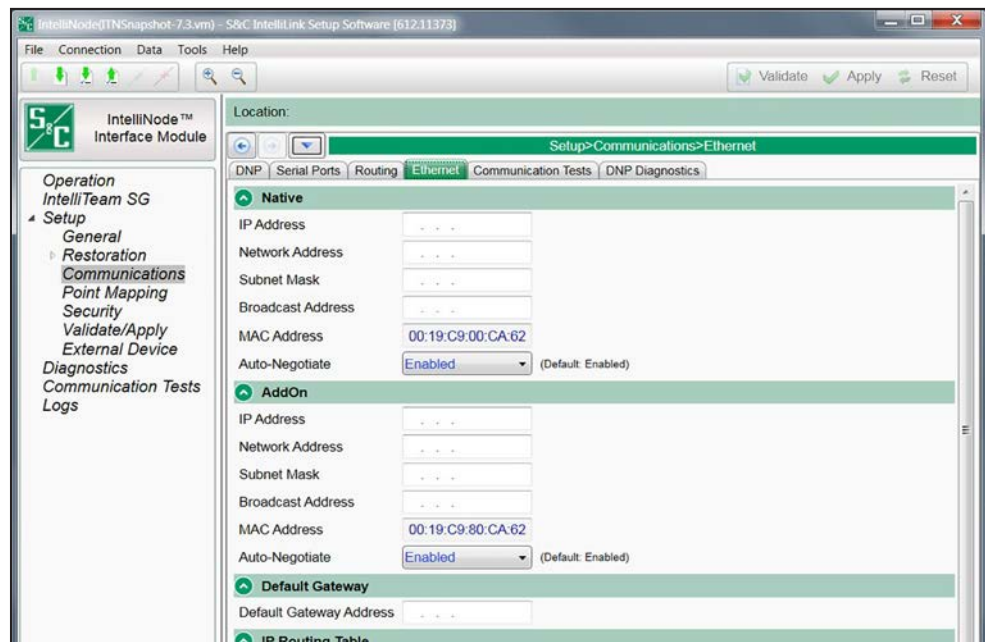 IntelliNode(ITNSnapshot-7.3.vm) - S&C IntelliLink Setup Software [612.11373]
File Connection Data Tools Help
Validate Apply Reset
S&C
IntelliNode™
Interface Module
Operation
IntelliTeam SG
Setup
General
Restoration
Communications
Point Mapping
Security
Validate/Apply
External Device
Diagnostics
Communication Tests
Logs
Location:
Setup>Communications>Ethernet
DNP Serial Ports Routing Ethernet Communication Tests DNP Diagnostics
Native
IP Address . . .
Network Address . . .
Subnet Mask . . .
Broadcast Address . . .
MAC Address 00:19:C9:00:CA:62
Auto-Negotiate Enabled (Default: Enabled)
AddOn
IP Address . . .
Network Address . . .
Subnet Mask . . .
Broadcast Address . . .
MAC Address 00:19:C9:80:CA:62
Auto-Negotiate Enabled (Default: Enabled)
Default Gateway
Default Gateway Address . . .
IP Routing Table